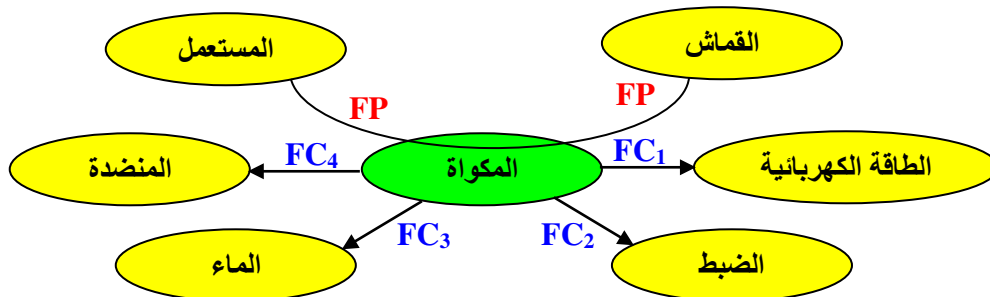 القماش
المستعمل
FP
FP
المنضدة
FC₄
المكواة
FC₁
الطاقة الكهربائية
FC₃
FC₂
الماء
الضبط